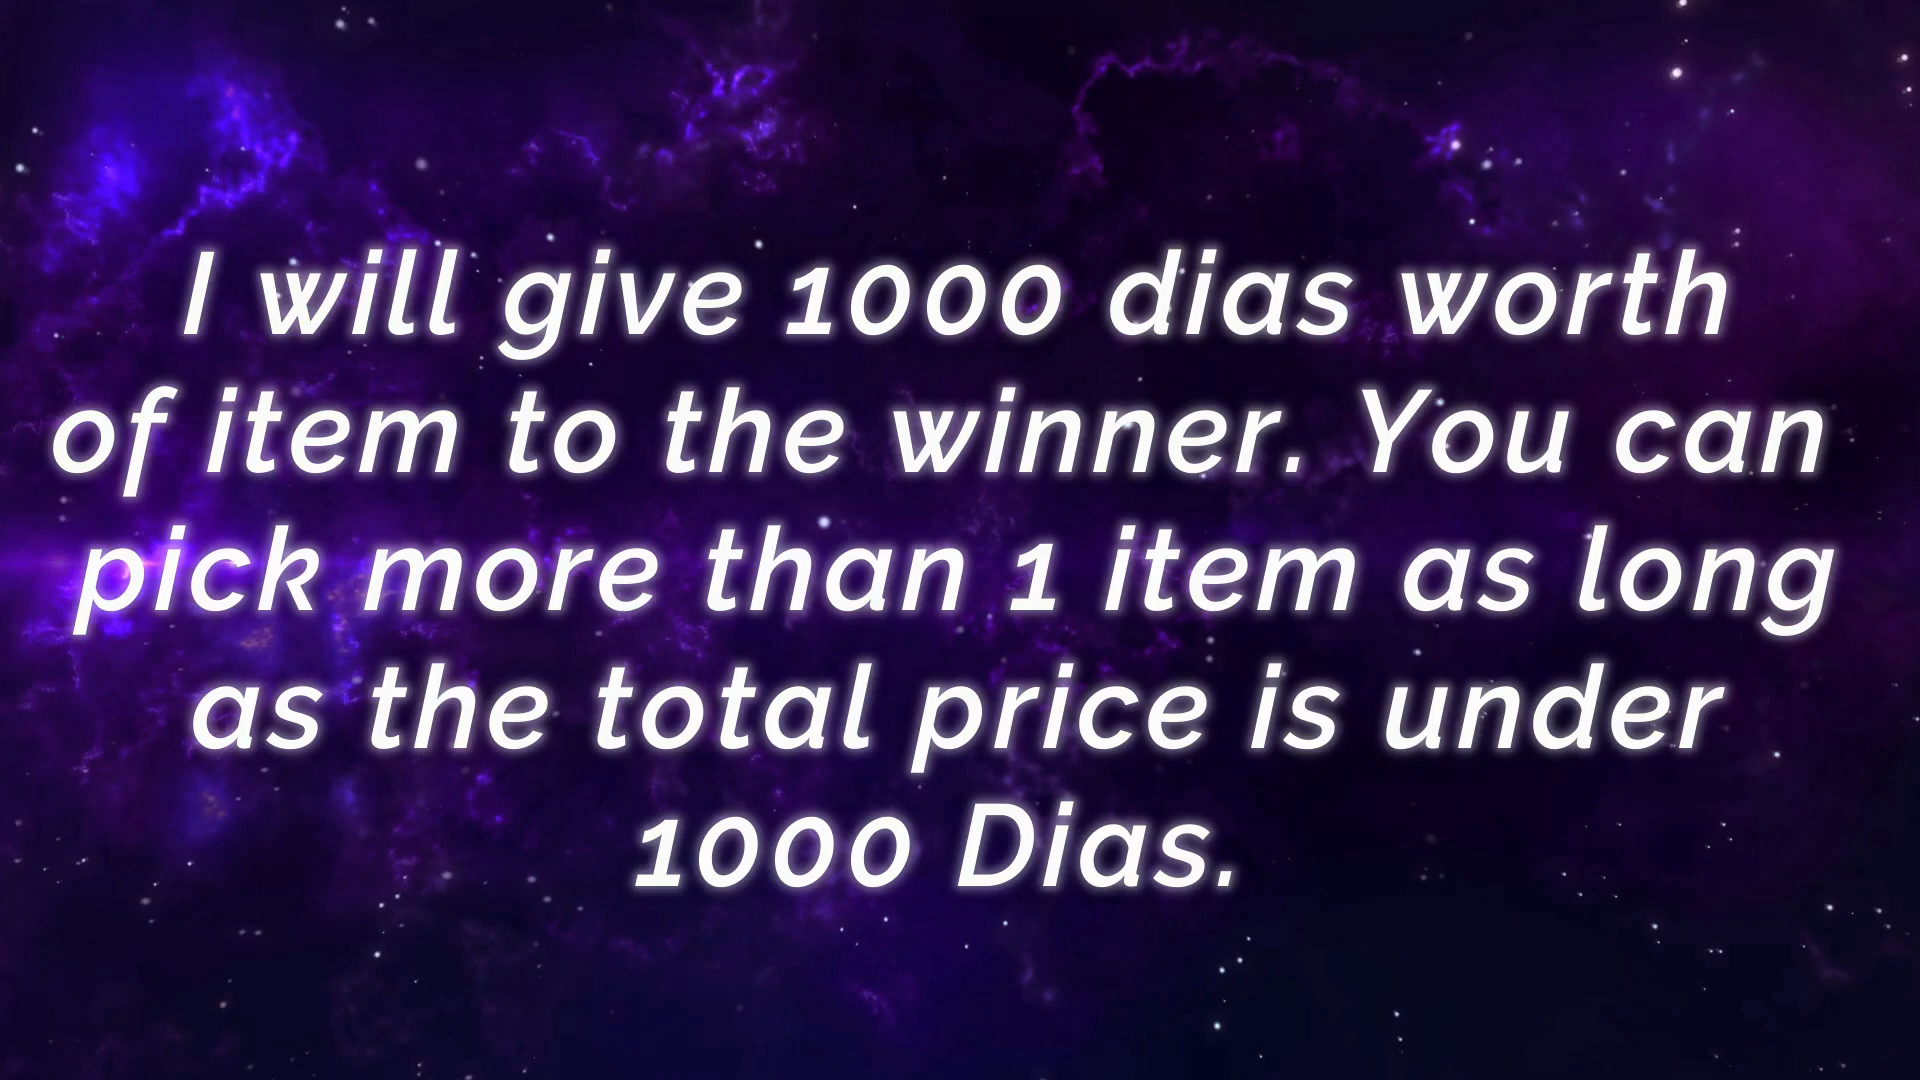 I will give 1000 dias worth
of item to the winner. You can
pick more than 1 item as long
as the total price is under
1000 Dias.